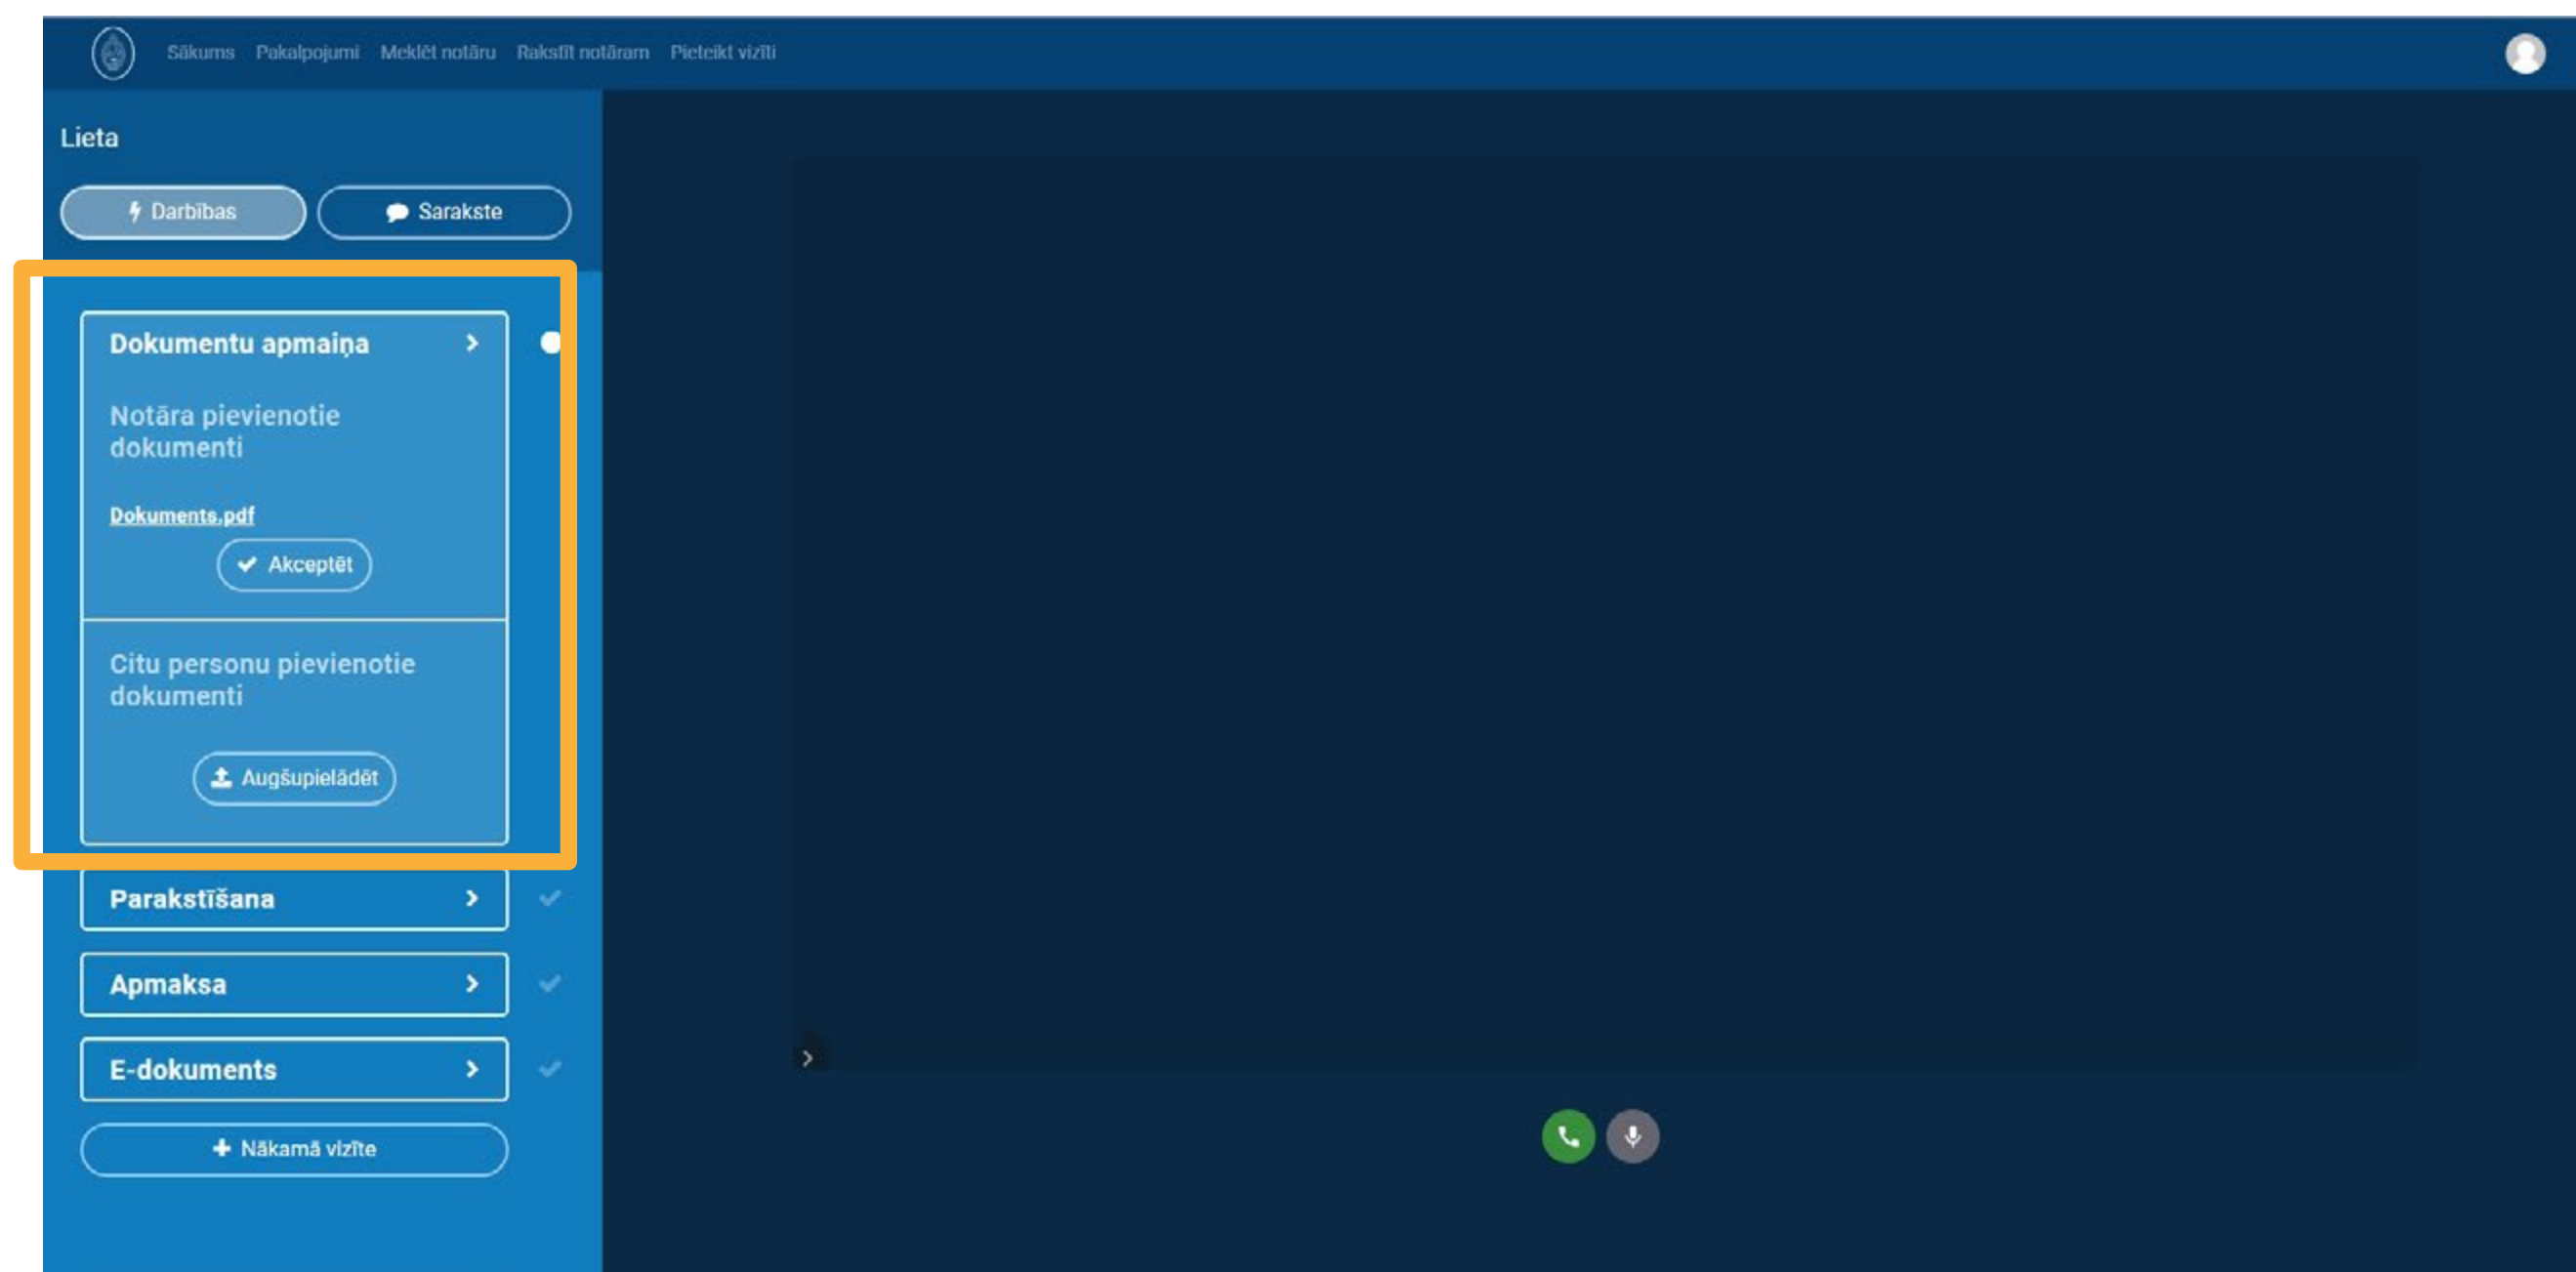 Sākums Pakalpojumi Meklēt notāru Rakstīt notāram Pieteikt vizīti
Lieta
Darbības
Sarakste
Dokumentu apmaiņa
Notāra pievienotie
dokumenti
Dokuments.pdf
Akceptēt
Citu personu pievienotie
dokumenti
Augšupielādēt
Parakstīšana
Apmaksa
E-dokuments
Nākamā vizīte